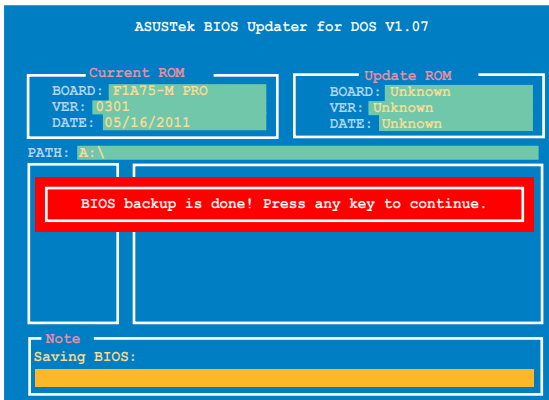 ASUSTek BIOS Updater for DOS V1.07
Current ROM
BOARD: F1A75-M PRO
VER: 0301
DATE: 05/16/2011
Update ROM
BOARD: Unknown
VER: Unknown
DATE: Unknown
PATH: A:\
BIOS backup is done! Press any key to continue.
Note
Saving BIOS: